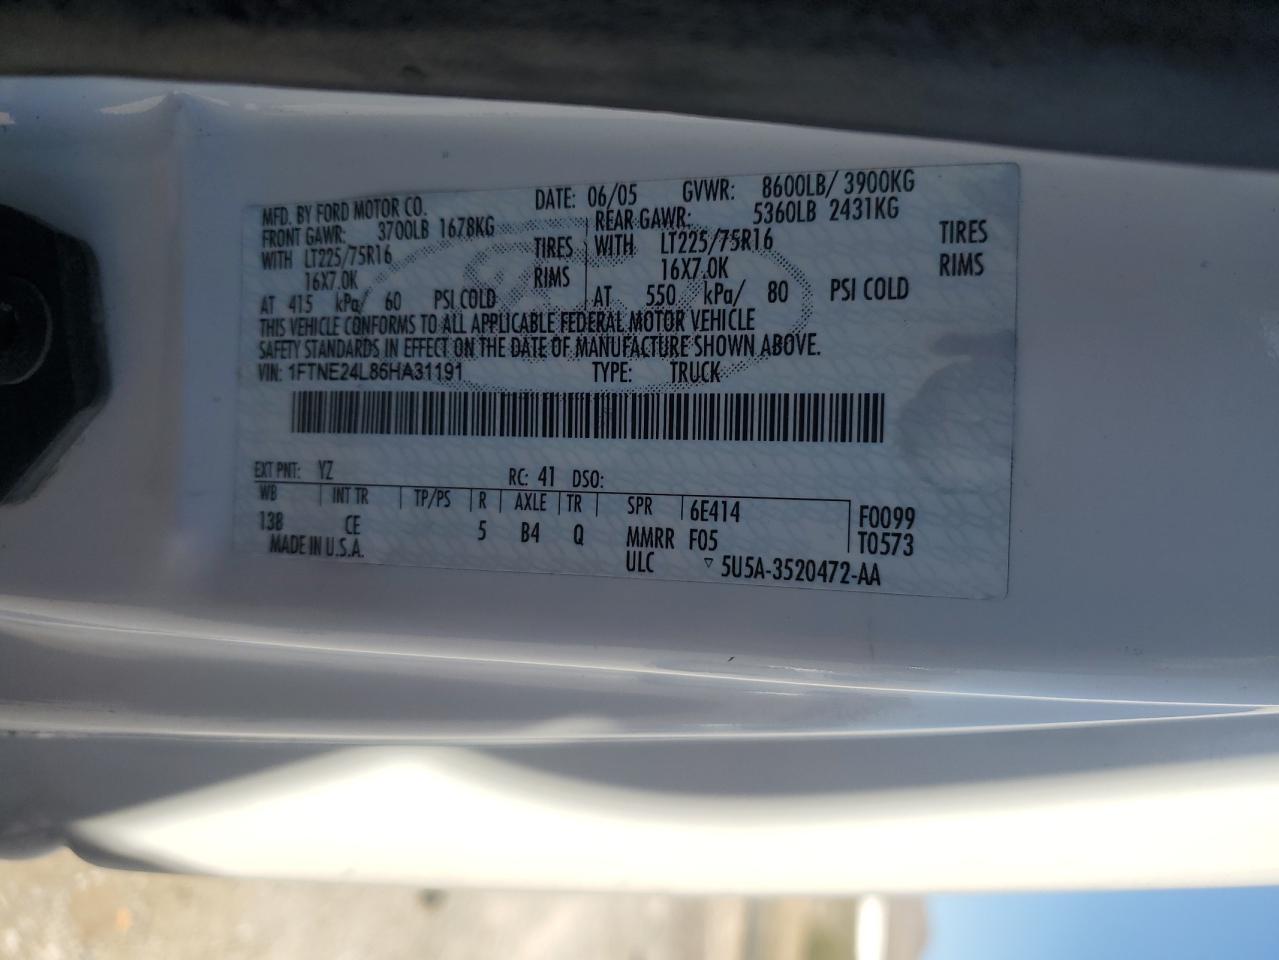 MFD. BY FORD MOTOR CO. DATE: 06/05 GVWR: 8600LB/ 3900KG
FRONT GAWR: 3700LB 1678KG REAR GAWR: 5360LB 2431KG
WITH LT225/75R16 TIRES WITH LT225/75R16 TIRES
16X7.0K RIMS 16X7.0K RIMS
AT 415 kPa/ 60 PSI COLD AT 550 kPa/ 80 PSI COLD
THIS VEHICLE CONFORMS TO ALL APPLICABLE FEDERAL MOTOR VEHICLE
SAFETY STANDARDS IN EFFECT ON THE DATE OF MANUFACTURE SHOWN ABOVE.
VIN: 1FTNE24L86HA31191 TYPE: TRUCK
EXT PNT: YZ RC: 41 DSO:
WB INT TR TP/PS R AXLE TR SPR 6E414 F0099
138 CE 5 B4 Q MMRR F05 T0573
MADE IN U.S.A. ULC ▽ 5U5A-3520472-AA